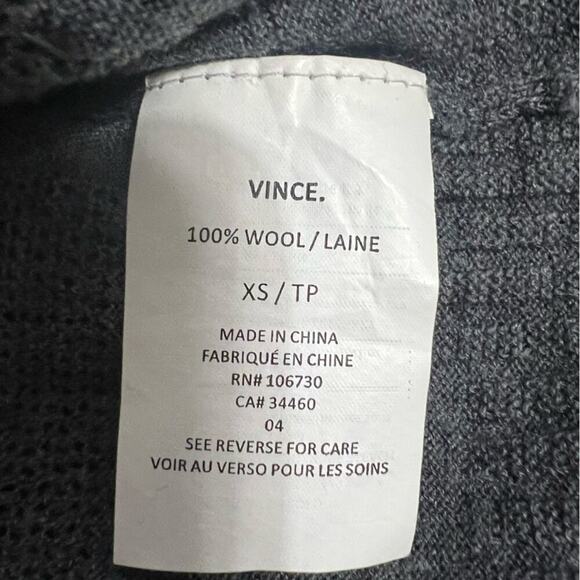 VINCE.
100% WOOL / LAINE
XS / TP
MADE IN CHINA
FABRIQUÉ EN CHINE
RN# 106730
CA# 34460
04
SEE REVERSE FOR CARE
VOIR AU VERSO POUR LES SOINS